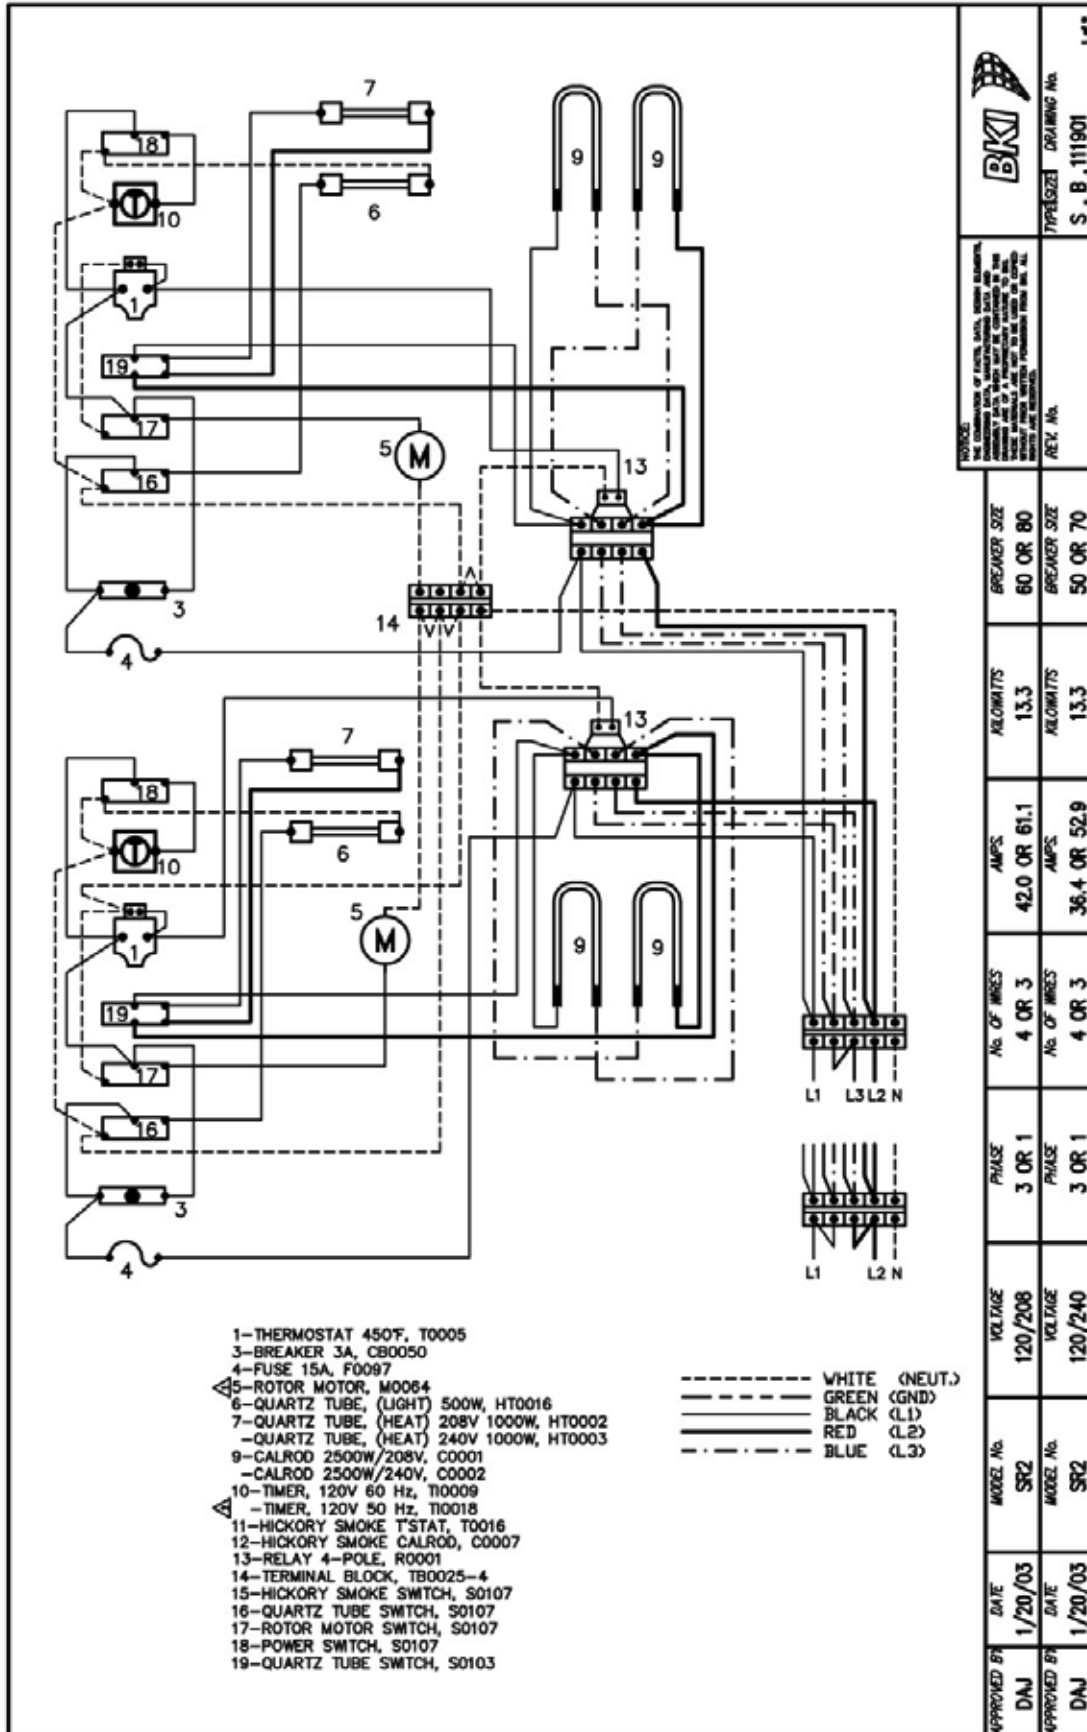 7
18
6
10
9
9
1
19
17
5
M
13
16
3
14
4
7
13
18
6
10
5
M
9
9
1
19
17
L1 L3 L2 N
16
3
4
L1 L2 N
1-THERMOSTAT 450°F, T0005
3-BREAKER 3A, CB0050
4-FUSE 15A, F0097
5-ROTOR MOTOR, M0064
6-QUARTZ TUBE, (LIGHT) 500W, HT0016
7-QUARTZ TUBE, (HEAT) 208V 1000W, HT0002
-QUARTZ TUBE, (HEAT) 240V 1000W, HT0003
9-CALROD 2500W/208V, C0001
-CALROD 2500W/240V, C0002
10-TIMER, 120V 60 Hz, TI0009
-TIMER, 120V 50 Hz, TI0018
11-HICKORY SMOKE T'STAT, T0016
12-HICKORY SMOKE CALROD, C0007
13-RELAY 4-POLE, R0001
14-TERMINAL BLOCK, TB0025-4
15-HICKORY SMOKE SWITCH, S0107
16-QUARTZ TUBE SWITCH, S0107
17-ROTOR MOTOR SWITCH, S0107
18-POWER SWITCH, S0107
19-QUARTZ TUBE SWITCH, S0103
WHITE (NEUT.)
GREEN (GND)
BLACK (L1)
RED (L2)
BLUE (L3)
APPROVED BY DATE MODEL No. VOLTAGE PHASE No. OF WIRES AMPS KILOWATTS BREAKER SIZE
DAJ 1/20/03 SR2 120/208 3 OR 1 4 OR 3 42.0 OR 61.1 13.3 60 OR 80
APPROVED BY DATE MODEL No. VOLTAGE PHASE No. OF WIRES AMPS KILOWATTS BREAKER SIZE
DAJ 1/20/03 SR2 120/240 3 OR 1 4 OR 3 36.4 OR 52.9 13.3 50 OR 70
NOTICE:
REV. No.
BKI
TYPE SIZE DRAWING No.
S . B .111901